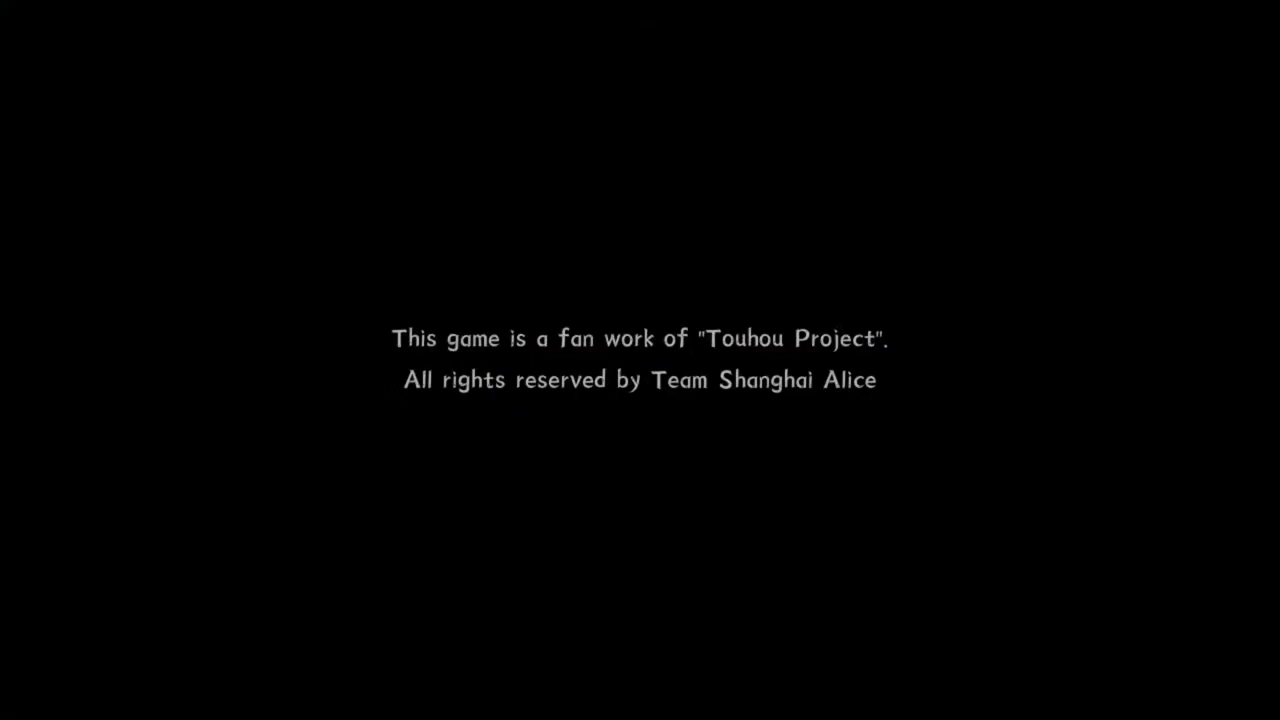 This game is a fan work of "Touhou Project".
All rights reserved by Team Shanghai Alice